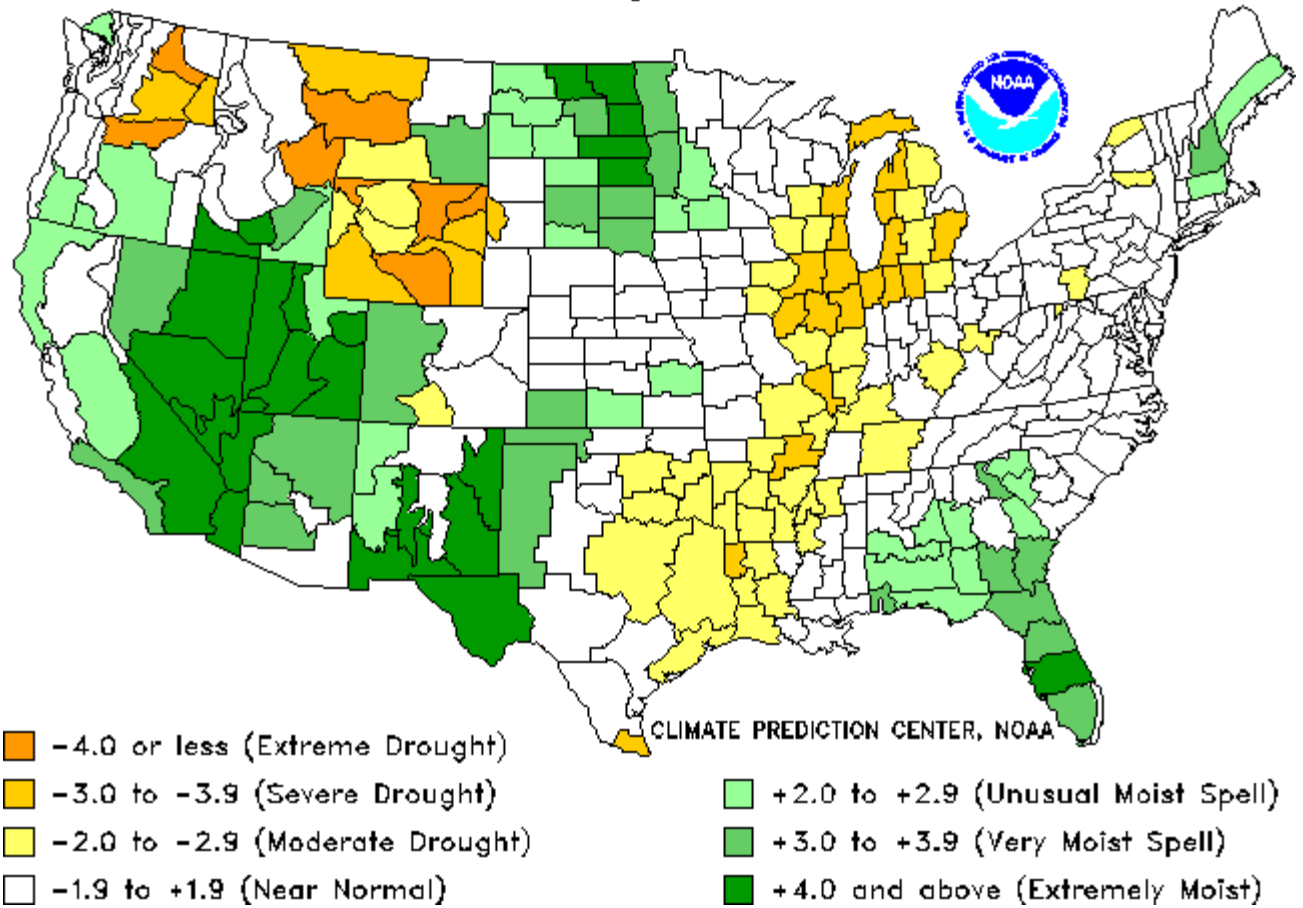 NOAA
CLIMATE PREDICTION CENTER, NOAA
-4.0 or less (Extreme Drought)
-3.0 to -3.9 (Severe Drought)
-2.0 to -2.9 (Moderate Drought)
-1.9 to +1.9 (Near Normal)
+2.0 to +2.9 (Unusual Moist Spell)
+3.0 to +3.9 (Very Moist Spell)
+4.0 and above (Extremely Moist)